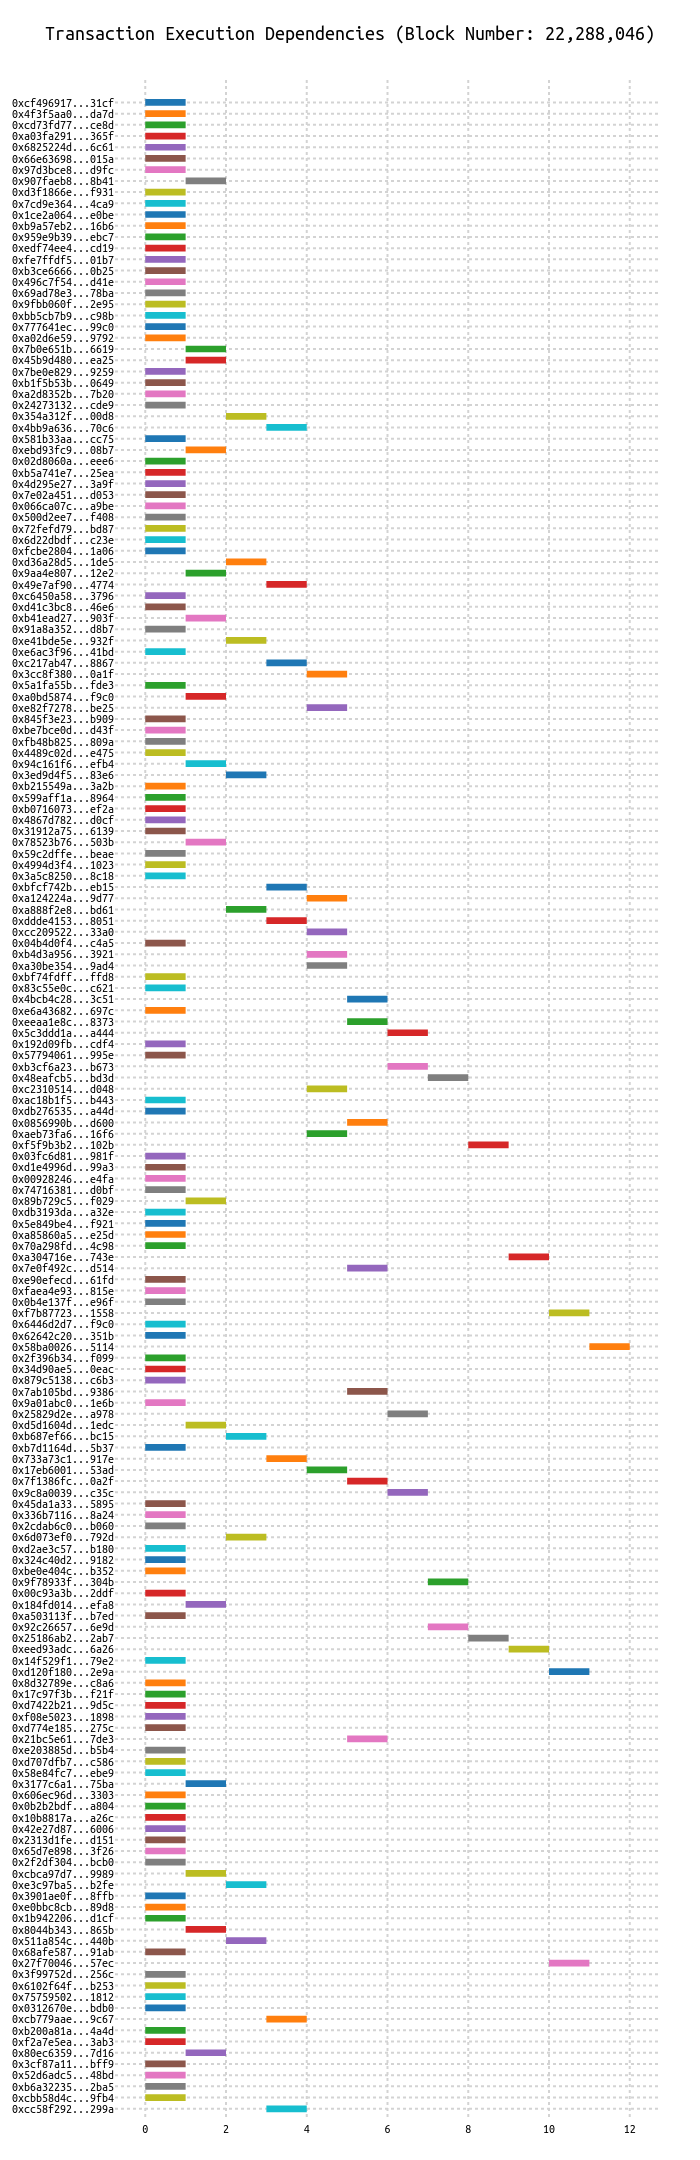 Transaction Execution Dependencies (Block Number: 22,288,046)
0xcf496917...31cf
0x4f3f5aa0...da7d
0xcd73fd77...ce8d
0xa03fa291...365f
0x6825224d...6c61
0x66e63698...015a
0x97d3bce8...d9fc
0x907faeb8...8b41
0xd3f1866e...f931
0x7cd9e364...4ca9
0x1ce2a064...e0be
0xb9a57eb2...16b6
0x959e9b39...ebc7
0xedf74ee4...cd19
0xfe7ffdf5...01b7
0xb3ce6666...0b25
0x496c7f54...d41e
0x69ad78e3...78ba
0x9fbb060f...2e95
0xbb5cb7b9...c98b
0x777641ec...99c0
0xa02d6e59...9792
0x7b0e651b...6619
0x45b9d480...ea25
0x7be0e829...9259
0xb1f5b53b...0649
0xa2d8352b...7b20
0x24273132...cde9
0x354a312f...00d8
0x4bb9a636...70c6
0x581b33aa...cc75
0xebd93fc9...08b7
0x02d8060a...eee6
0xb5a741e7...25ea
0x4d295e27...3a9f
0x7e02a451...d053
0x066ca07c...a9be
0x500d2ee7...f408
0x72fefd79...bd87
0x6d22dbdf...c23e
0xfcbe2804...1a06
0xd36a28d5...1de5
0x9aa4e807...12e2
0x49e7af90...4774
0xc6450a58...3796
0xd41c3bc8...46e6
0xb41ead27...903f
0x91a8a352...d8b7
0xe41bde5e...932f
0xe6ac3f96...41bd
0xc217ab47...8867
0x3cc8f380...0a1f
0x5a1fa55b...fde3
0xa0bd5874...f9c0
0xe82f7278...be25
0x845f3e23...b909
0xbe7bce0d...d43f
0xfb48b825...809a
0x4489c02d...e475
0x94c161f6...efb4
0x3ed9d4f5...83e6
0xb215549a...3a2b
0x599aff1a...8964
0xb0716073...ef2a
0x4867d782...d0cf
0x31912a75...6139
0x78523b76...503b
0x59c2dffe...beae
0x4994d3f4...1023
0x3a5c8250...8c18
0xbfcf742b...eb15
0xa124224a...9d77
0xa888f2e8...bd61
0xddde4153...8051
0xcc209522...33a0
0x04b4d0f4...c4a5
0xb4d3a956...3921
0xa30be354...9ad4
0xbf74fdff...ffd8
0x83c55e0c...c621
0x4bcb4c28...3c51
0xe6a43682...697c
0xeeaa1e8c...8373
0x5c3ddd1a...a444
0x192d09fb...cdf4
0x57794061...995e
0xb3cf6a23...b673
0x48eafcb5...bd3d
0xc2310514...d048
0xac18b1f5...b443
0xdb276535...a44d
0x0856990b...d600
0xaeb73fa6...16f6
0xf5f9b3b2...102b
0x03fc6d81...981f
0xd1e4996d...99a3
0x00928246...e4fa
0x74716381...d0bf
0x89b729c5...f029
0xdb3193da...a32e
0x5e849be4...f921
0xa85860a5...e25d
0x70a298fd...4c98
0xa304716e...743e
0x7e0f492c...d514
0xe90efecd...61fd
0xfaea4e93...815e
0x0b4e137f...e96f
0xf7b87723...1558
0x6446d2d7...f9c0
0x62642c20...351b
0x58ba0026...5114
0x2f396b34...f099
0x34d90ae5...0eac
0x879c5138...c6b3
0x7ab105bd...9386
0x9a01abc0...1e6b
0x25829d2e...a978
0xd5d1604d...1edc
0xb687ef66...bc15
0xb7d1164d...5b37
0x733a73c1...917e
0x17eb6001...53ad
0x7f1386fc...0a2f
0x9c8a0039...c35c
0x45da1a33...5895
0x336b7116...8a24
0x2cdab6c0...b060
0x6d073ef0...792d
0xd2ae3c57...b180
0x324c40d2...9182
0xbe0e404c...b352
0x9f78933f...304b
0x00c93a3b...2ddf
0x184fd014...efa8
0xa503113f...b7ed
0x92c26657...6e9d
0x25186ab2...2ab7
0xeed93adc...6a26
0x14f529f1...79e2
0xd120f180...2e9a
0x8d32789e...c8a6
0x17c97f3b...f21f
0xd7422b21...9d5c
0xf08e5023...1898
0xd774e185...275c
0x21bc5e61...7de3
0xe203885d...b5b4
0xd707dfb7...c586
0x58e84fc7...ebe9
0x3177c6a1...75ba
0x606ec96d...3303
0x0b2b2bdf...a804
0x10b8817a...a26c
0x42e27d87...6006
0x2313d1fe...d151
0x65d7e898...3f26
0x2f2df304...bcb0
0xcbca97d7...9989
0xe3c97ba5...b2fe
0x3901ae0f...8ffb
0xe0bbc8cb...89d8
0x1b942206...d1cf
0x8044b343...865b
0x511a854c...440b
0x68afe587...91ab
0x27f70046...57ec
0x3f99752d...256c
0x6102f64f...b253
0x75759502...1812
0x0312670e...bdb0
0xcb779aae...9c67
0xb200a81a...4a4d
0xf2a7e5ea...3ab3
0x80ec6359...7d16
0x3cf87a11...bff9
0x52d6adc5...48bd
0xb6a32235...2ba5
0xcbb58d4c...9fb4
0xcc58f292...299a
0 2 4 6 8 10 12